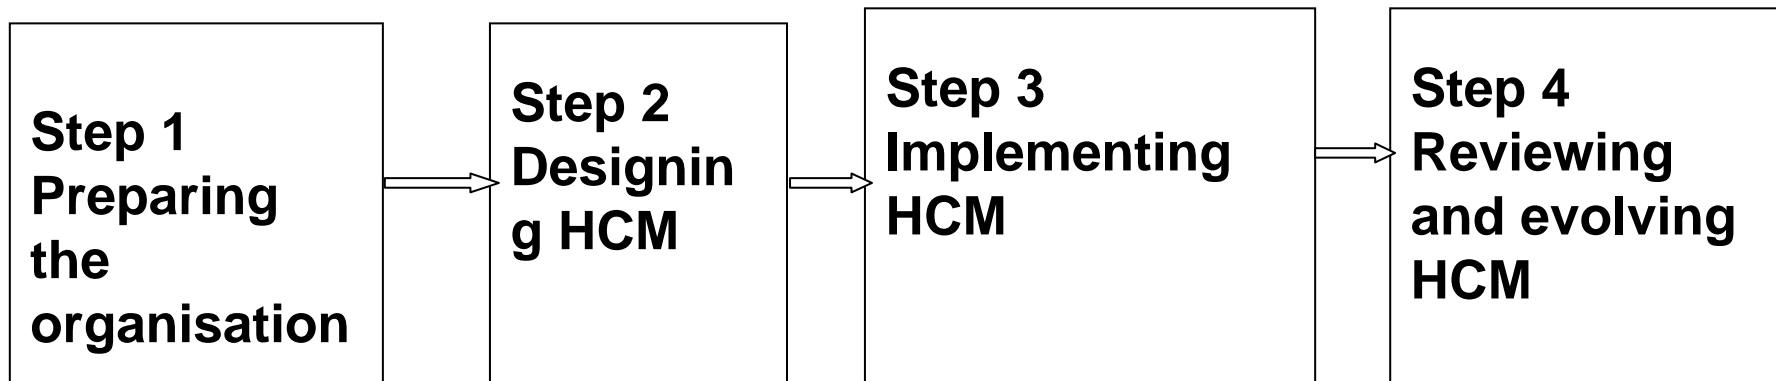 Step 1
Preparing
the
organisation
Step 2
Designin
g HCM
Step 3
Implementing
HCM
Step 4
Reviewing
and evolving
HCM